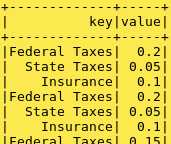 +-------------+-----+
|          key|value|
+-------------+-----+
|Federal Taxes|  0.2|
|  State Taxes| 0.05|
|    Insurance|  0.1|
|Federal Taxes|  0.2|
|  State Taxes| 0.05|
|    Insurance|  0.1|
|Federal Taxes| 0.15|